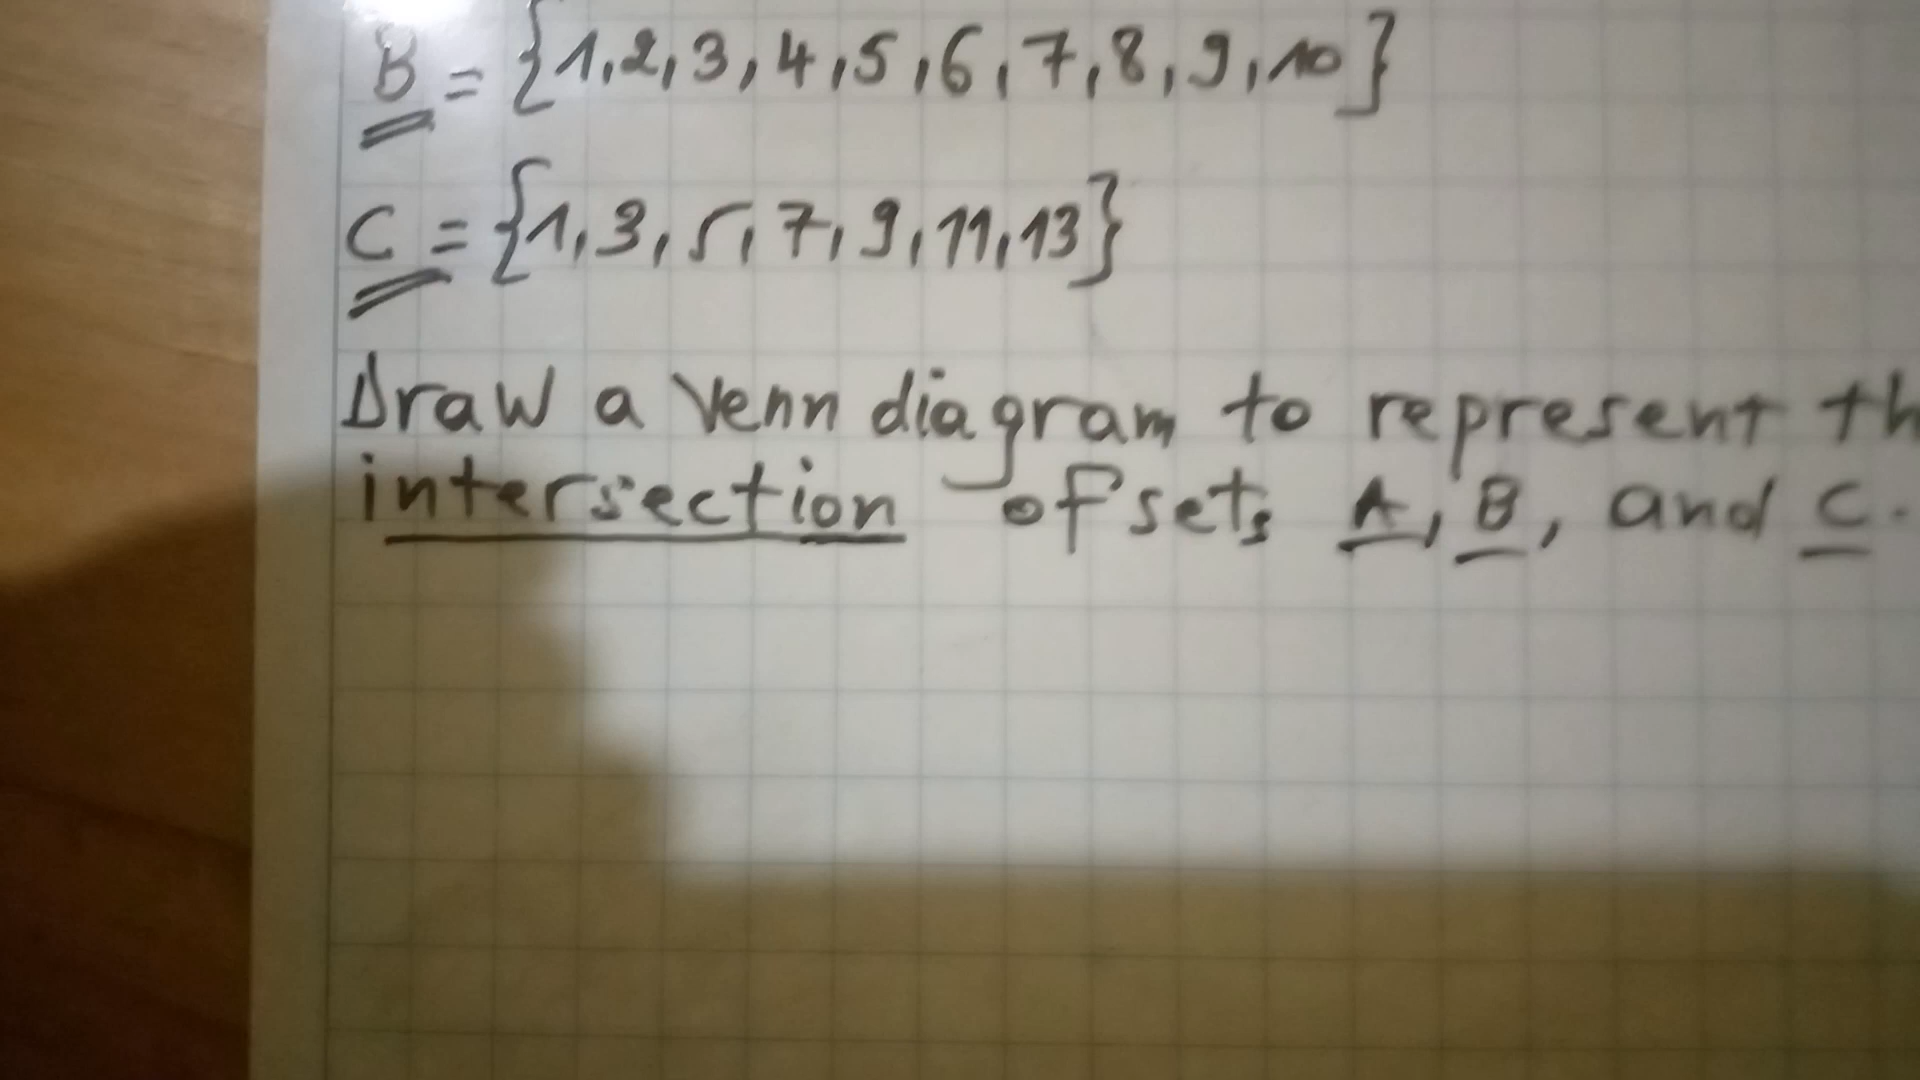 B = {1,2,3,4,5,6,7,8,9,10}
C = {1,3,5,7,9,11,13}
Draw a Venn diagram to represent th
intersection of sets A, B, and C.